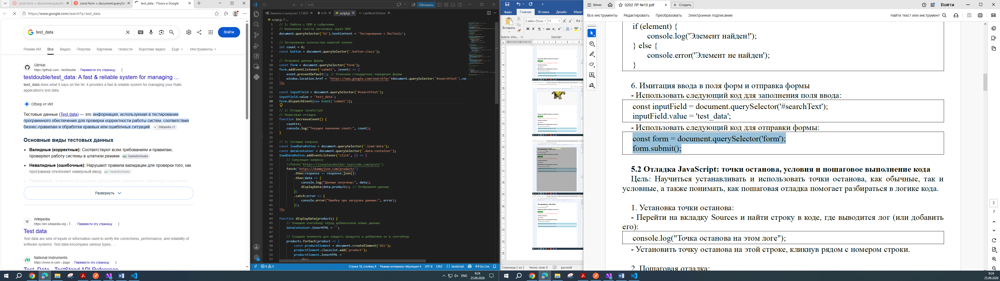 const form = document.querySel
const form = document.querySel
test_data - Поиск в Google
https://www.google.com/search?q=test_data
test_data
Войти
Режим ИИ
Все
Видео
Покупки
Картинки
Новости
Короткие видео
Ещё
Инструменты
GitHub
https://github.com › testdouble · Перевести эту страницу
testdouble/test_data: A fast & reliable system for managing ...
test_data does what it says on the tin: it provides a fast & reliable system for managing your Rails
application's test data.
Обзор от ИИ
Тестовые данные (Test data) — это информация, используемая в тестировании
программного обеспечения для проверки корректности работы систем, соответствия
бизнес-правилам и обработки краевых или ошибочных ситуаций. Wikipedia +1
Основные виды тестовых данных
Валидные (корректные): Соответствуют всем требованиям и правилам,
проверяют работу системы в штатном режиме. GeeksforGeeks
Невалидные (ошибочные): Нарушают правила валидации для проверки того, как
программа отклоняет неверный ввод. GeeksforGeeks
Граничные: Значения на пределе допустимых диапазонов (минимум, максимум)
Развернуть
Wikipedia
https://en.wikipedia.org › T... · Перевести эту страницу
Test data
Test data are sets of inputs or information used to verify the correctness, performance, and reliability of
software systems. Test data encompass various types, ...
National Instruments
https://www.ni.com › page · Перевести эту страницу
Test Data - TestStand API Reference
lr10
Обновить
Заметки о выпуске: 1.138.0
lr10
JS script.js
LabWork10.html
JS script.js > ...
1 // 1: Работа с DOM и событиями
2 // Изменение текста заголовка через DOM
3 document.querySelector('h1').textContent = 'Тестирование с DevTools';
4
5 // Логирование количества нажатий кнопки
6 let count = 0;
7 const button = document.querySelector('.button-class');
8
9 // Отправка данных формы
10 const form = document.querySelector('form');
11 form.addEventListener('submit', (event) => {
12 event.preventDefault(); // Отменяем стандартное поведение формы
13 window.location.href = 'https://www.google.com/search?q='+document.querySelector('#searchText').value;
14 });
15
16 const inputField = document.querySelector('#searchText');
17 inputField.value = 'test_data';
18 form.dispatchEvent(new Event('submit'));
19
20 // 2: Отладка JavaScript
21 // Пошаговая отладка
22 function increaseCount() {
23 count++;
24 console.log("Текущее значение count:", count);
25 }
26
27 // 3: Сетевые запросы
28 const loadDataButton = document.querySelector('.load-data');
29 const dataContainer = document.querySelector('.data-container');
30 loadDataButton.addEventListener('click', () => {
31 // Симуляция запроса
32 //fetch('https://jsonplaceholder.typicode.com/posts')
33 fetch('https://dummyjson.com/products')
34 .then(response => response.json())
35 .then(data => {
36 console.log("Данные получены:", data);
37 displayData(data.products); // Отображаем данные
38 })
39 .catch(error => {
40 console.error("Ошибка при загрузке данных:", error);
41 });
42 });
43
44 function displayData(products) {
45 // Очищаем контейнер перед добавлением новых данных
46 dataContainer.innerHTML = '';
47
48 // Создаем элементы для каждого продукта и добавляем их в контейнер
49 products.forEach(product => {
50 const productElement = document.createElement('div');
51 productElement.classList.add('product');
52 productElement.innerHTML = `
53 <hr>
0 0
Строка 18, столбец 9
Размер интервала табуляции: 4
UTF-8
CRLF
{ } JavaScript
Go Live
ENG
9:24
25.09.2026
Файл
Главная
Вставка
Дизайн
Макет
Вставить
Calibri (Оснс
11
Aa
Ж К Ч abc x₂ x²
Буфер обм...
Шрифт
Страница 2 из 2
Число слов: 0
русский
Меню
0202 ЛР №10.pdf
Создать
Войти
Все инструменты
Редактировать
Преобразовать
Электронное подписание
Найти текст или инструмент
if (element) {
console.log('Элемент найден!');
} else {
console.error('Элемент не найден');
}
6. Имитация ввода в поля форм и отправка формы
- Использовать следующий код для заполнения поля ввода:
const inputField = document.querySelector('#searchText');
inputField.value = 'test_data';
- Использовать следующий код для отправки формы:
const form = document.querySelector('form');
form.submit();
5.2 Отладка JavaScript: точки останова, условия и пошаговое выполнение кода
Цель: Научиться устанавливать и использовать точки останова, как обычные, так и
условные, а также понимать, как пошаговая отладка помогает разбираться в логике кода.
1. Установка точки останова:
- Перейти на вкладку Sources и найти строку в коде, где выводится лог (или добавить
его):
console.log("Точка останова на этом логе");
- Установить точку останова на этой строке, кликнув рядом с номером строки.
2. Пошаговая отладка:
2
7
9:24
25.09.2026